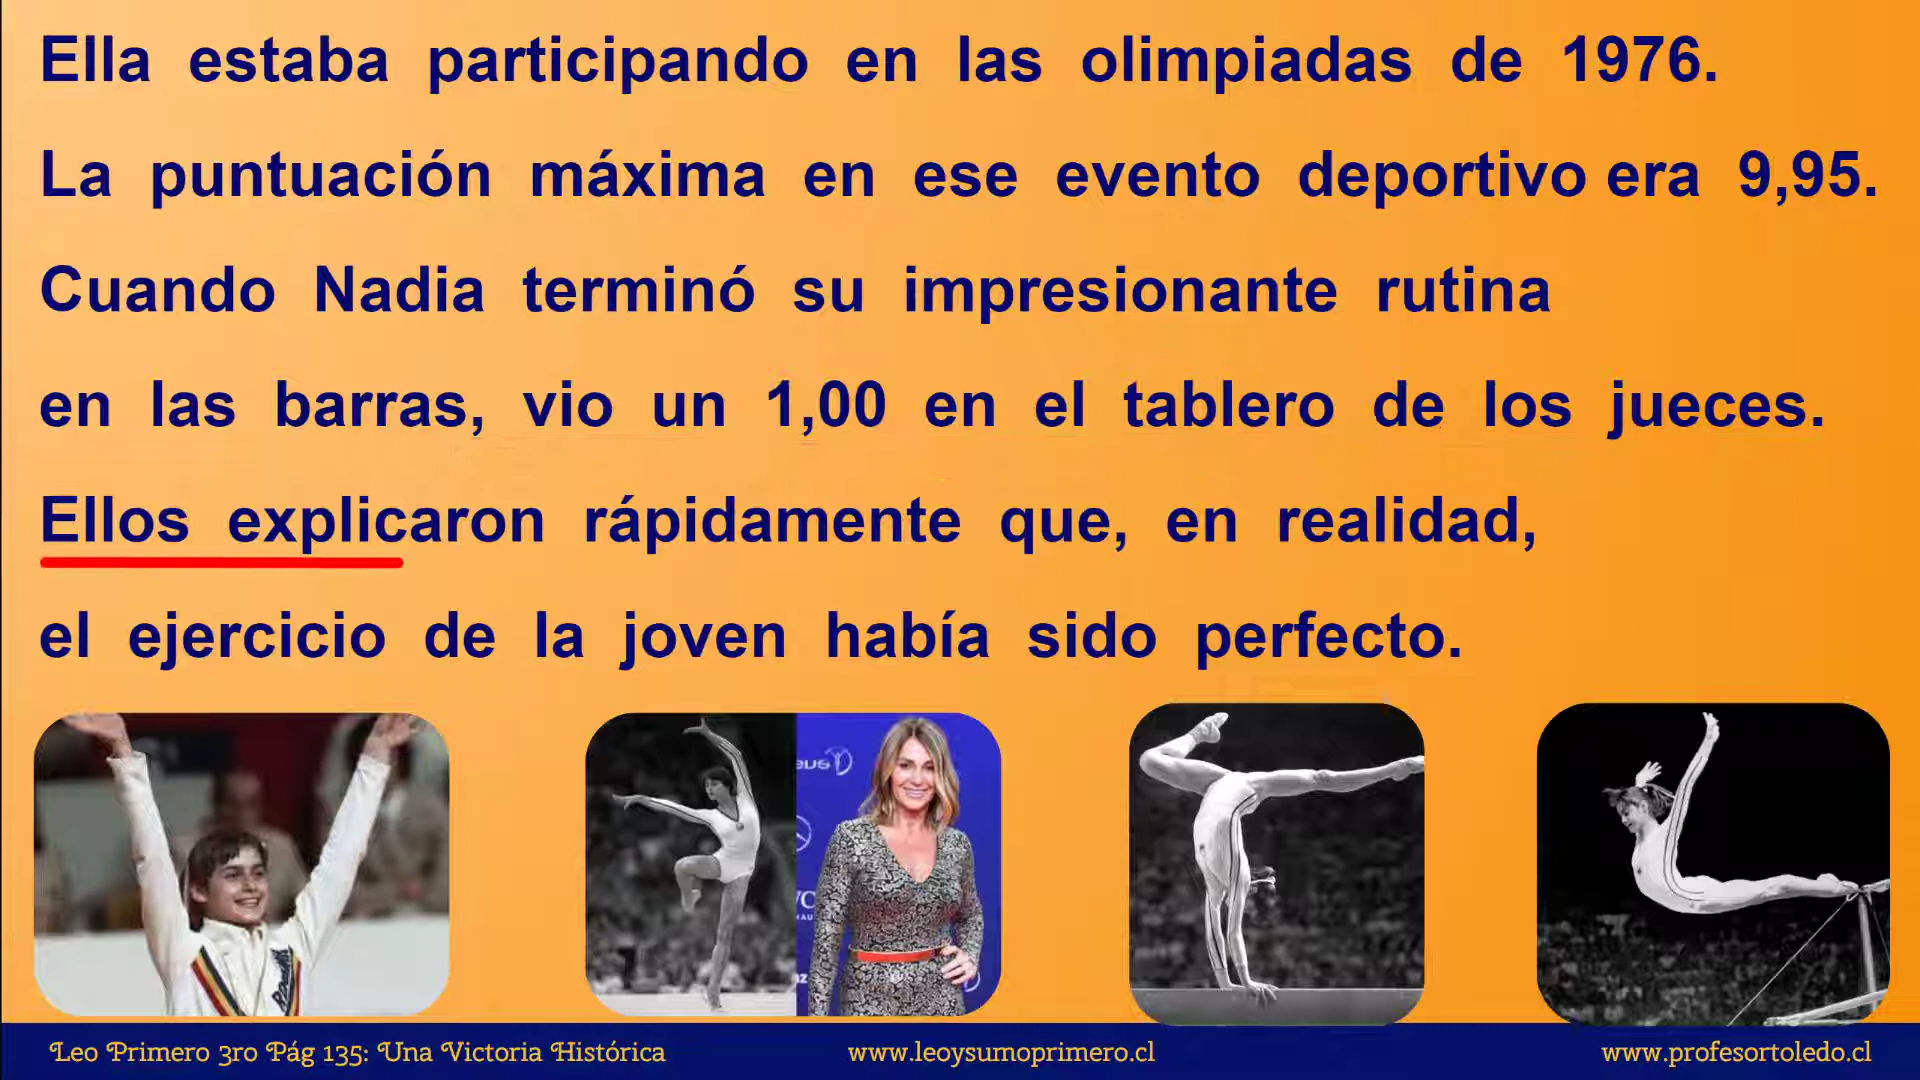 Ella estaba participando en las olimpiadas de 1976.
La puntuación máxima en ese evento deportivo era 9,95.
Cuando Nadia terminó su impresionante rutina
en las barras, vio un 1,00 en el tablero de los jueces.
Ellos explicaron rápidamente que, en realidad,
el ejercicio de la joven había sido perfecto.
Leo Primero 3ro Pág 135: Una Victoria Histórica
www.leoysumoprimero.cl
www.profesortoledo.cl